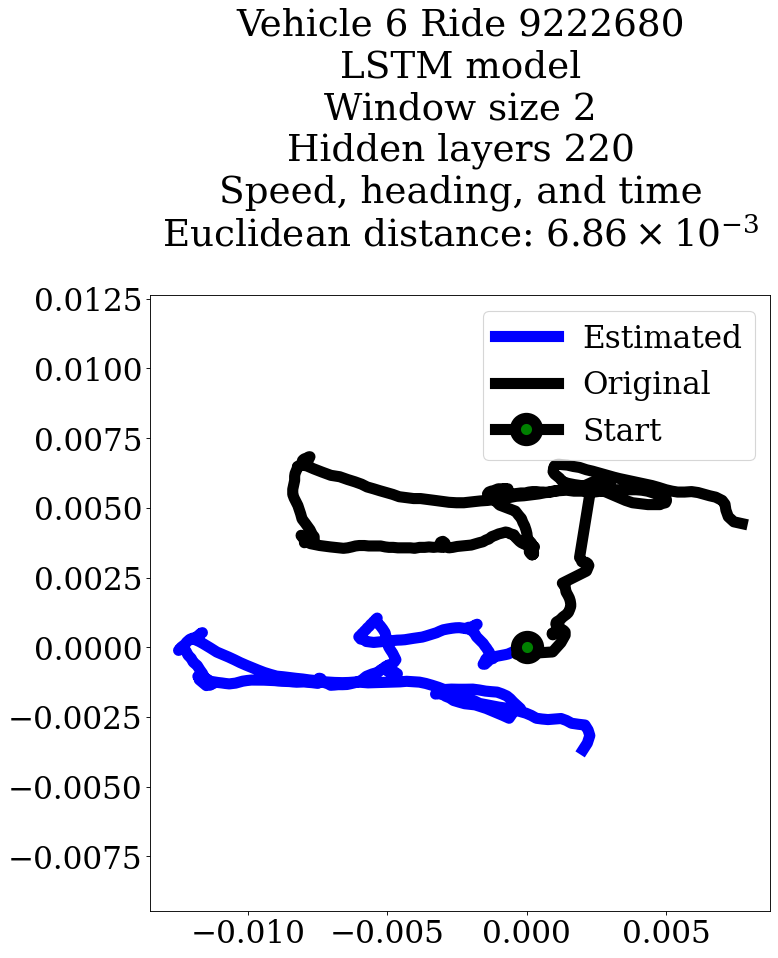 Vehicle 6 Ride 9222680
LSTM model
Window size 2
Hidden layers 220
Speed, heading, and time
Euclidean distance: 6.86 × 10⁻³
Estimated
Original
Start
0.0125
0.0100
0.0075
0.0050
0.0025
0.0000
−0.0025
−0.0050
−0.0075
−0.010 −0.005 0.000 0.005